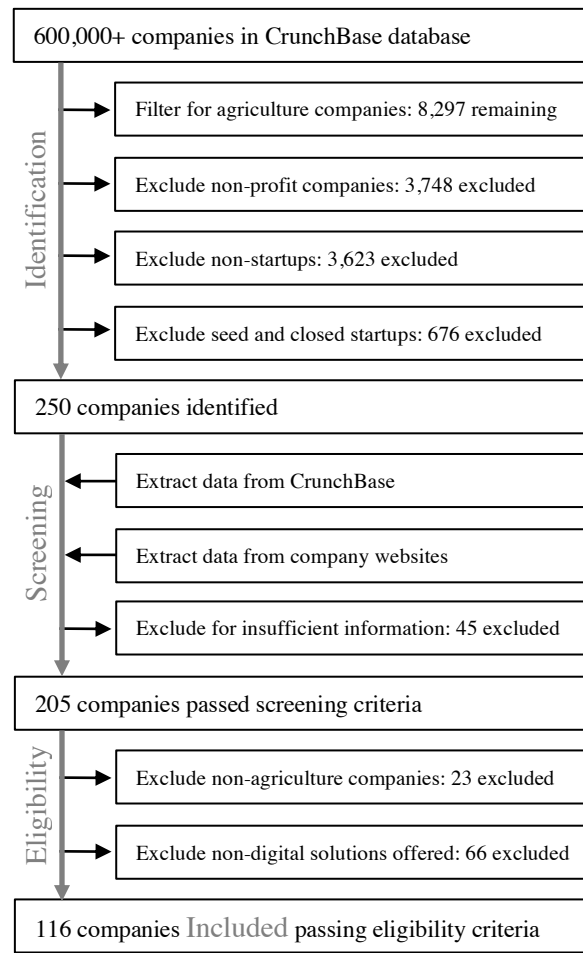 600,000+ companies in CrunchBase database
Filter for agriculture companies: 8,297 remaining
Exclude non-profit companies: 3,748 excluded
Exclude non-startups: 3,623 excluded
Exclude seed and closed startups: 676 excluded
Identification
250 companies identified
Extract data from CrunchBase
Extract data from company websites
Exclude for insufficient information: 45 excluded
Screening
205 companies passed screening criteria
Exclude non-agriculture companies: 23 excluded
Exclude non-digital solutions offered: 66 excluded
Eligibility
116 companies Included passing eligibility criteria